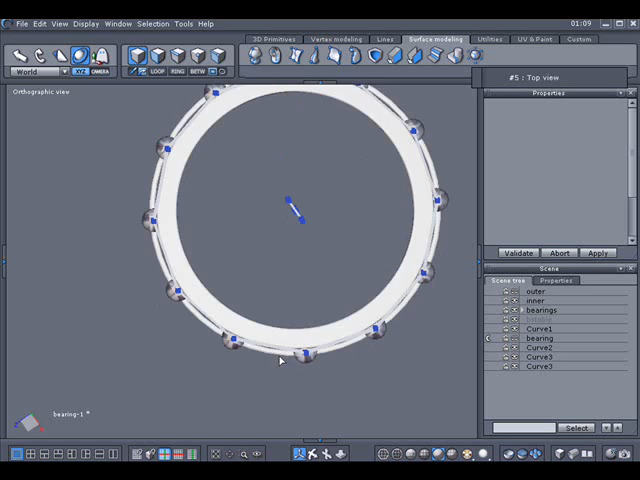 File Edit View Display Window Selection Tools Help
01:09
3D Primitives Vertex modeling Lines Surface modeling Utilities UV & Paint Custom
World XYZ CAMERA LOOP RING BETW
#5 : Top view
Orthographic view
Properties
Validate Abort Apply
Scene
Scene tree Properties
outer
inner
bearings
Curve1
bearing
Curve2
Curve3
Curve3
bearing-1 *
Select